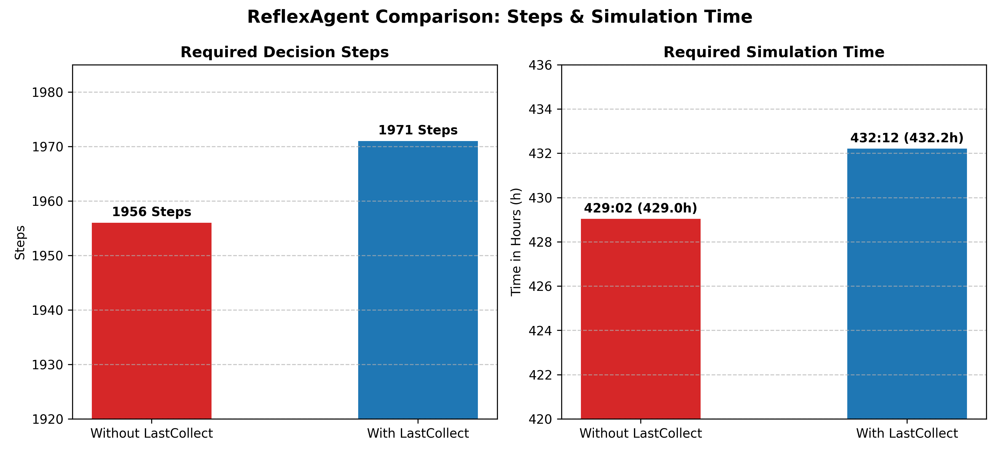 ReflexAgent Comparison: Steps & Simulation Time
Required Decision Steps
1980
1970
1960
1950
1940
1930
1920
Steps
1956 Steps
1971 Steps
Without LastCollect
With LastCollect
Required Simulation Time
436
434
432
430
428
426
424
422
420
Time in Hours (h)
429:02 (429.0h)
432:12 (432.2h)
Without LastCollect
With LastCollect